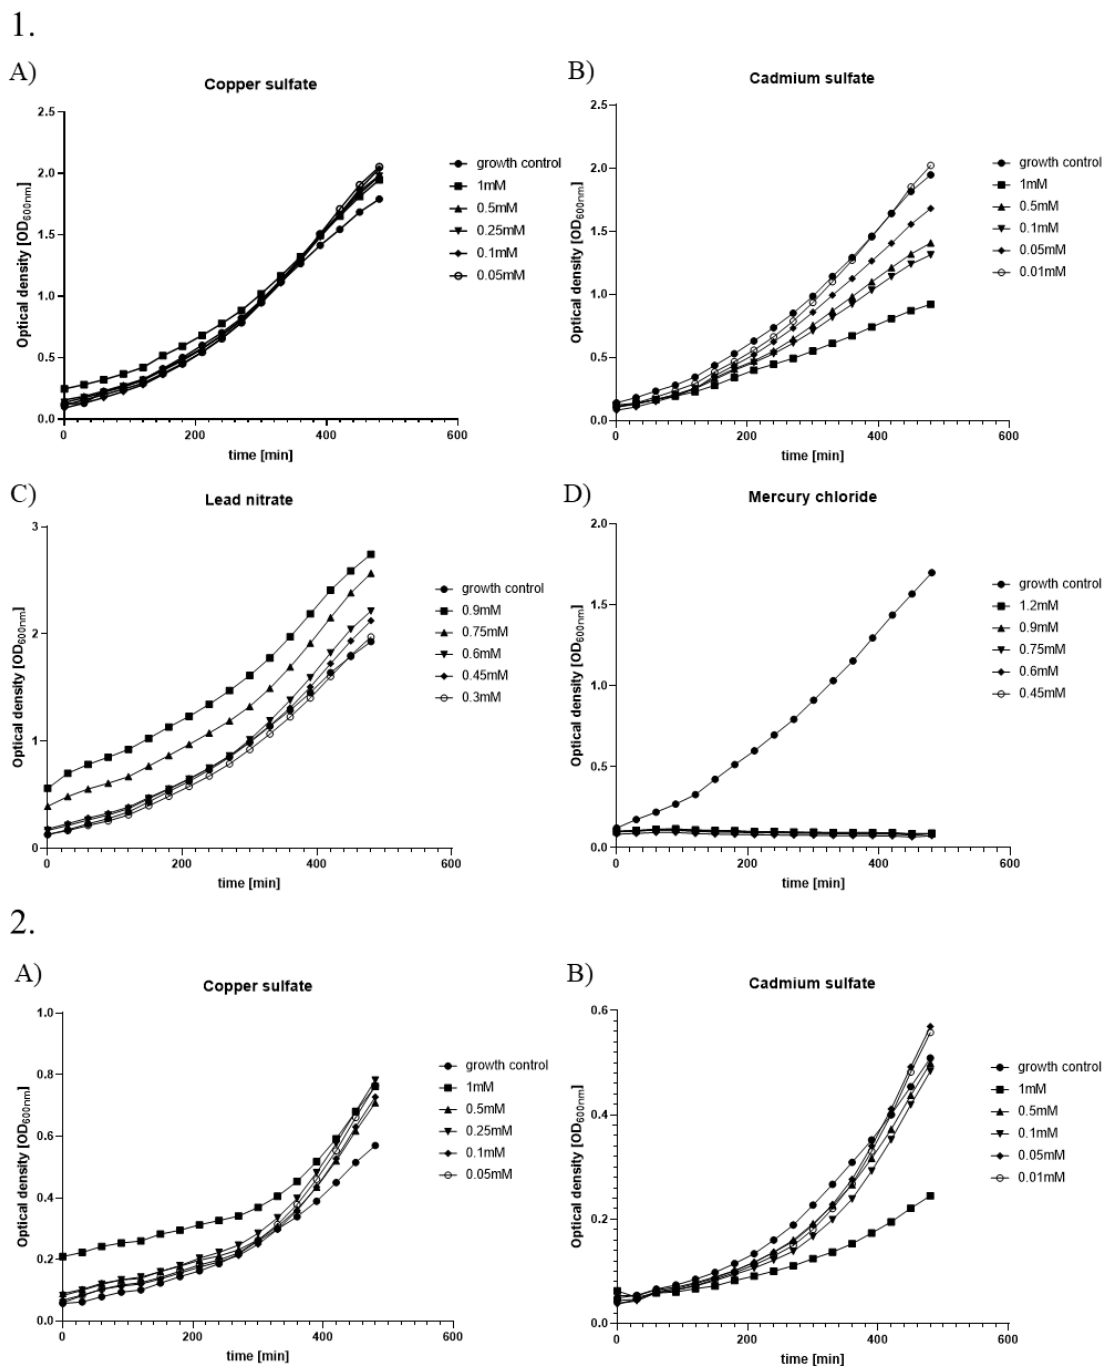 1.
A)
Copper sulfate
Optical density [OD600nm]
2.5
2.0
1.5
1.0
0.5
0.0
0
200
400
600
time [min]
growth control
1mM
0.5mM
0.25mM
0.1mM
0.05mM
B)
Cadmium sulfate
Optical density [OD600nm]
2.5
2.0
1.5
1.0
0.5
0.0
0
200
400
600
time [min]
growth control
1mM
0.5mM
0.1mM
0.05mM
0.01mM
C)
Lead nitrate
Optical density [OD600nm]
3
2
1
0
0
200
400
600
time [min]
growth control
0.9mM
0.75mM
0.6mM
0.45mM
0.3mM
D)
Mercury chloride
Optical density [OD600nm]
2.0
1.5
1.0
0.5
0.0
0
200
400
600
time [min]
growth control
1.2mM
0.9mM
0.75mM
0.6mM
0.45mM
2.
A)
Copper sulfate
Optical density [OD600nm]
1.0
0.8
0.6
0.4
0.2
0.0
0
200
400
600
time [min]
growth control
1mM
0.5mM
0.25mM
0.1mM
0.05mM
B)
Cadmium sulfate
Optical density [OD600nm]
0.6
0.4
0.2
0.0
0
200
400
600
time [min]
growth control
1mM
0.5mM
0.1mM
0.05mM
0.01mM